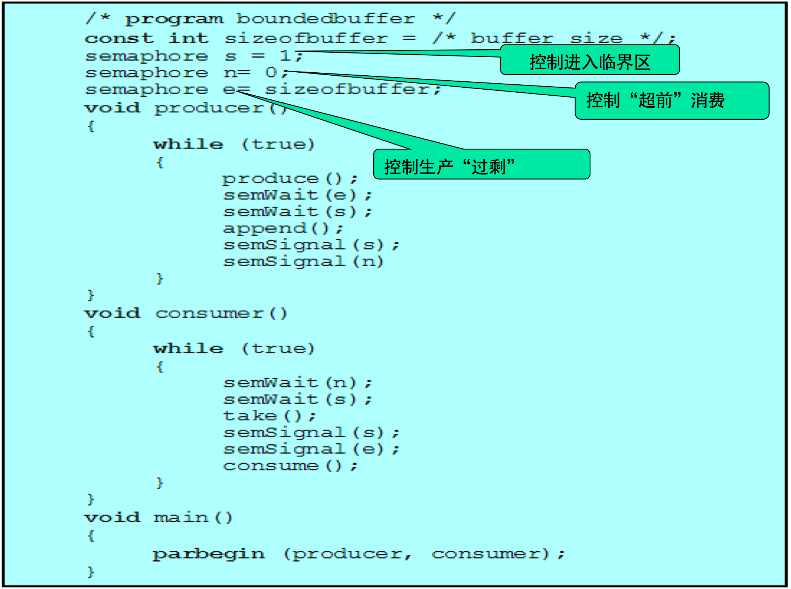 /* program boundedbuffer */
const int sizeofbuffer = /* buffer size */;
semaphore s = 1;
控制进入临界区
semaphore n= 0;
控制“超前”消费
semaphore e= sizeofbuffer;
void producer()
{
while (true)
控制生产“过剩”
{
produce();
semWait(e);
semWait(s);
append();
semSignal(s);
semSignal(n)
}
}
void consumer()
{
while (true)
{
semWait(n);
semWait(s);
take();
semSignal(s);
semSignal(e);
consume();
}
}
void main()
{
parbegin (producer, consumer);
}